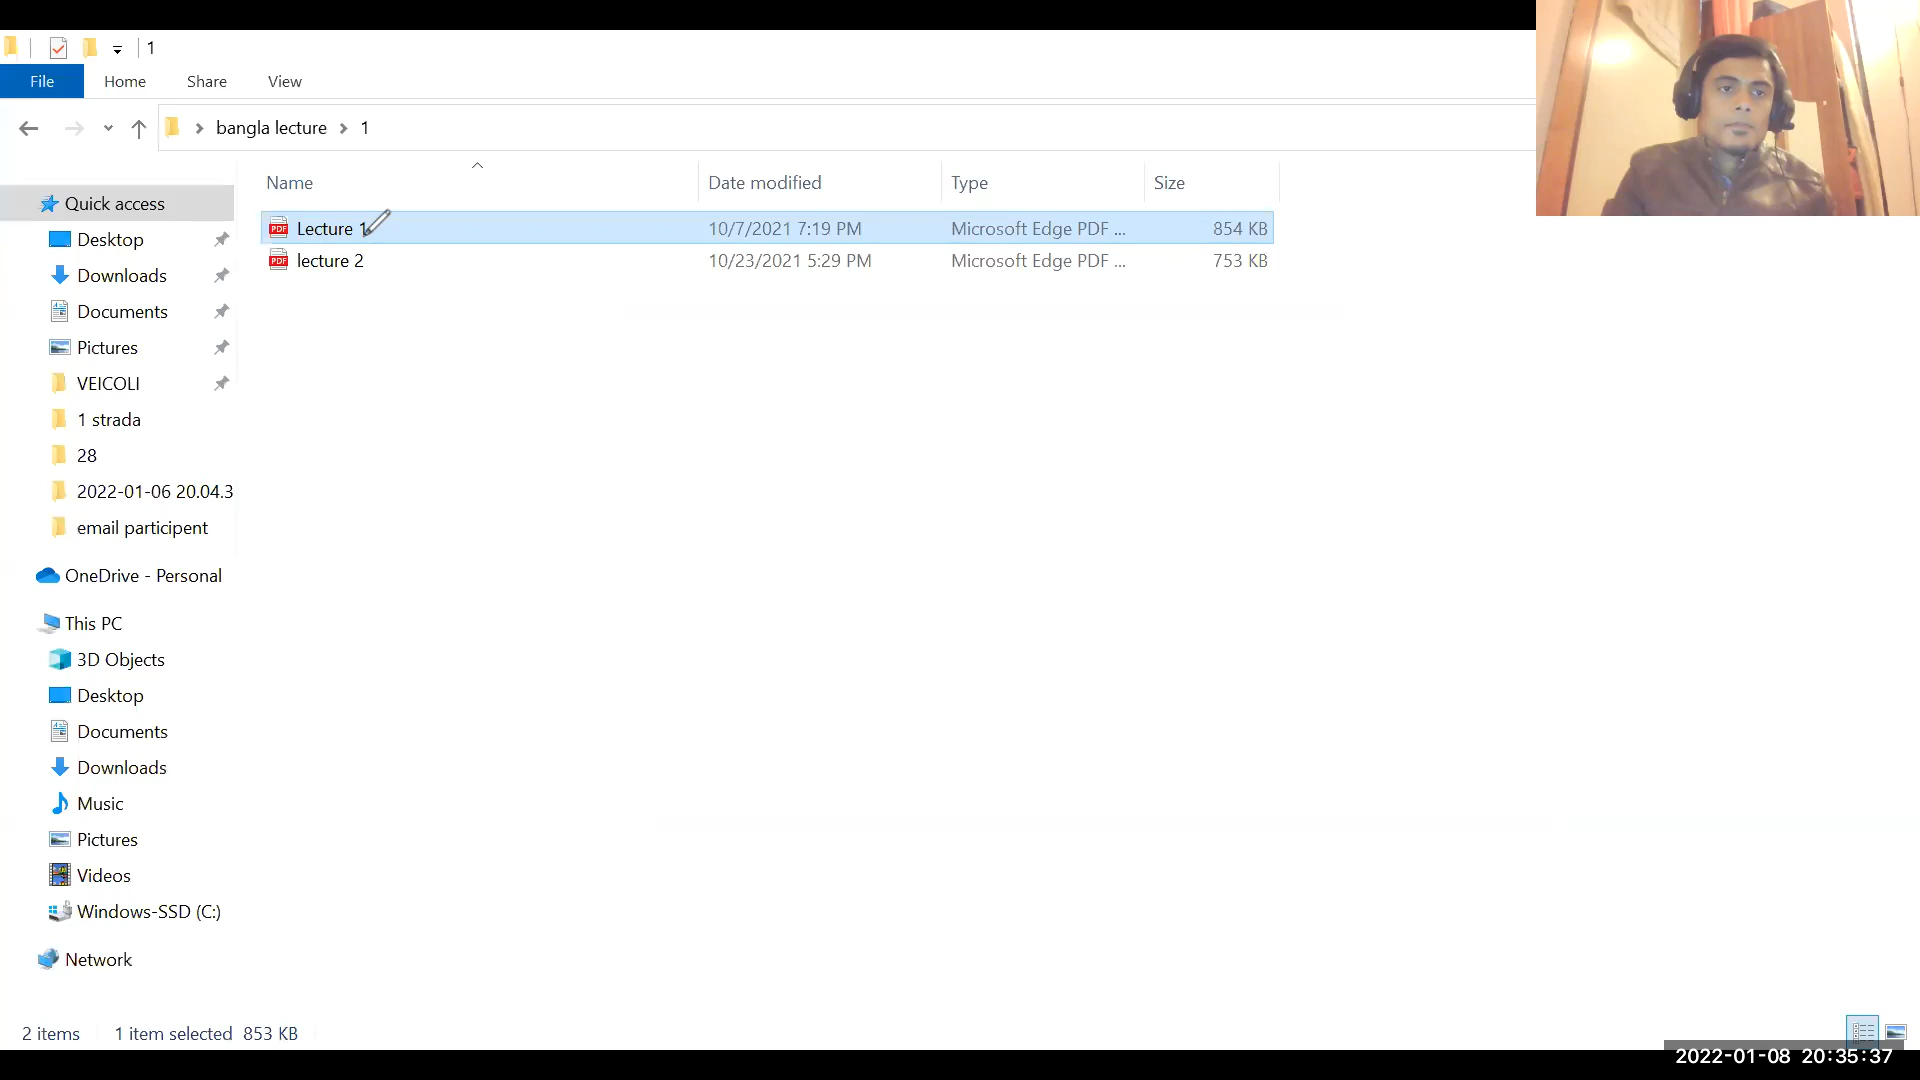 1
File Home Share View
bangla lecture 1
Name Date modified Type Size
Quick access
Lecture 1 10/7/2021 7:19 PM Microsoft Edge PDF ... 854 KB
lecture 2 10/23/2021 5:29 PM Microsoft Edge PDF ... 753 KB
Desktop
Downloads
Documents
Pictures
VEICOLI
1 strada
28
2022-01-06 20.04.3
email participent
OneDrive - Personal
This PC
3D Objects
Desktop
Documents
Downloads
Music
Pictures
Videos
Windows-SSD (C:)
Network
2 items 1 item selected 853 KB
2022-01-08 20:35:37